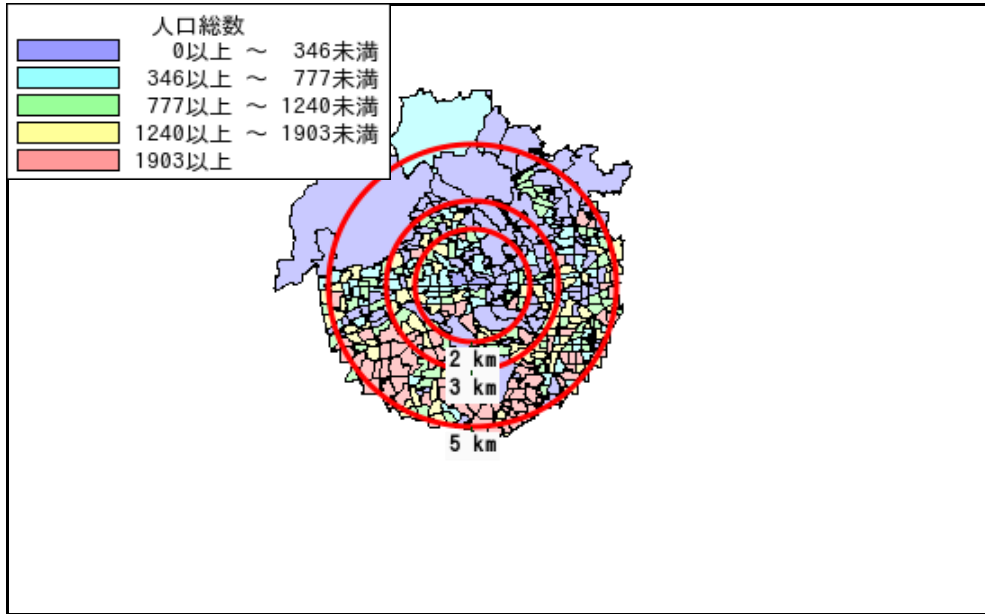 人口総数
0以上 ～ 346未満
346以上 ～ 777未満
777以上 ～ 1240未満
1240以上 ～ 1903未満
1903以上
2 km
3 km
5 km